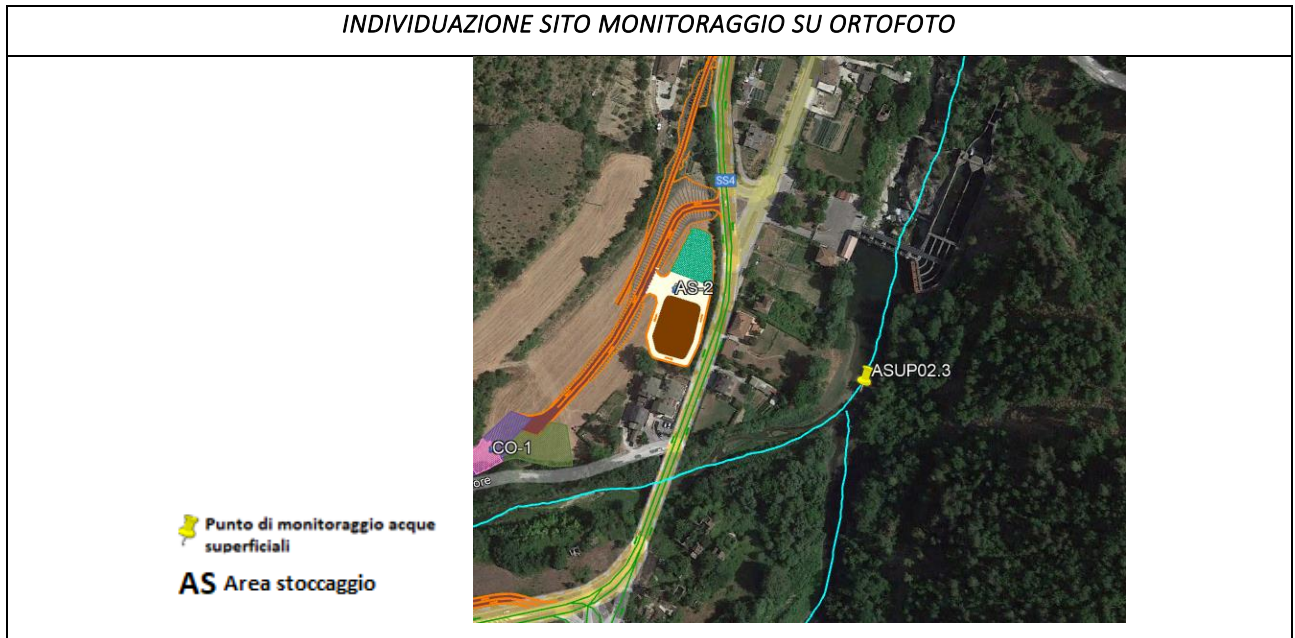 INDIVIDUAZIONE SITO MONITORAGGIO SU ORTOFOTO
SS4
AS-2
ASUP02.3
CO-1
ore
Punto di monitoraggio acque
superficiali
AS Area stoccaggio